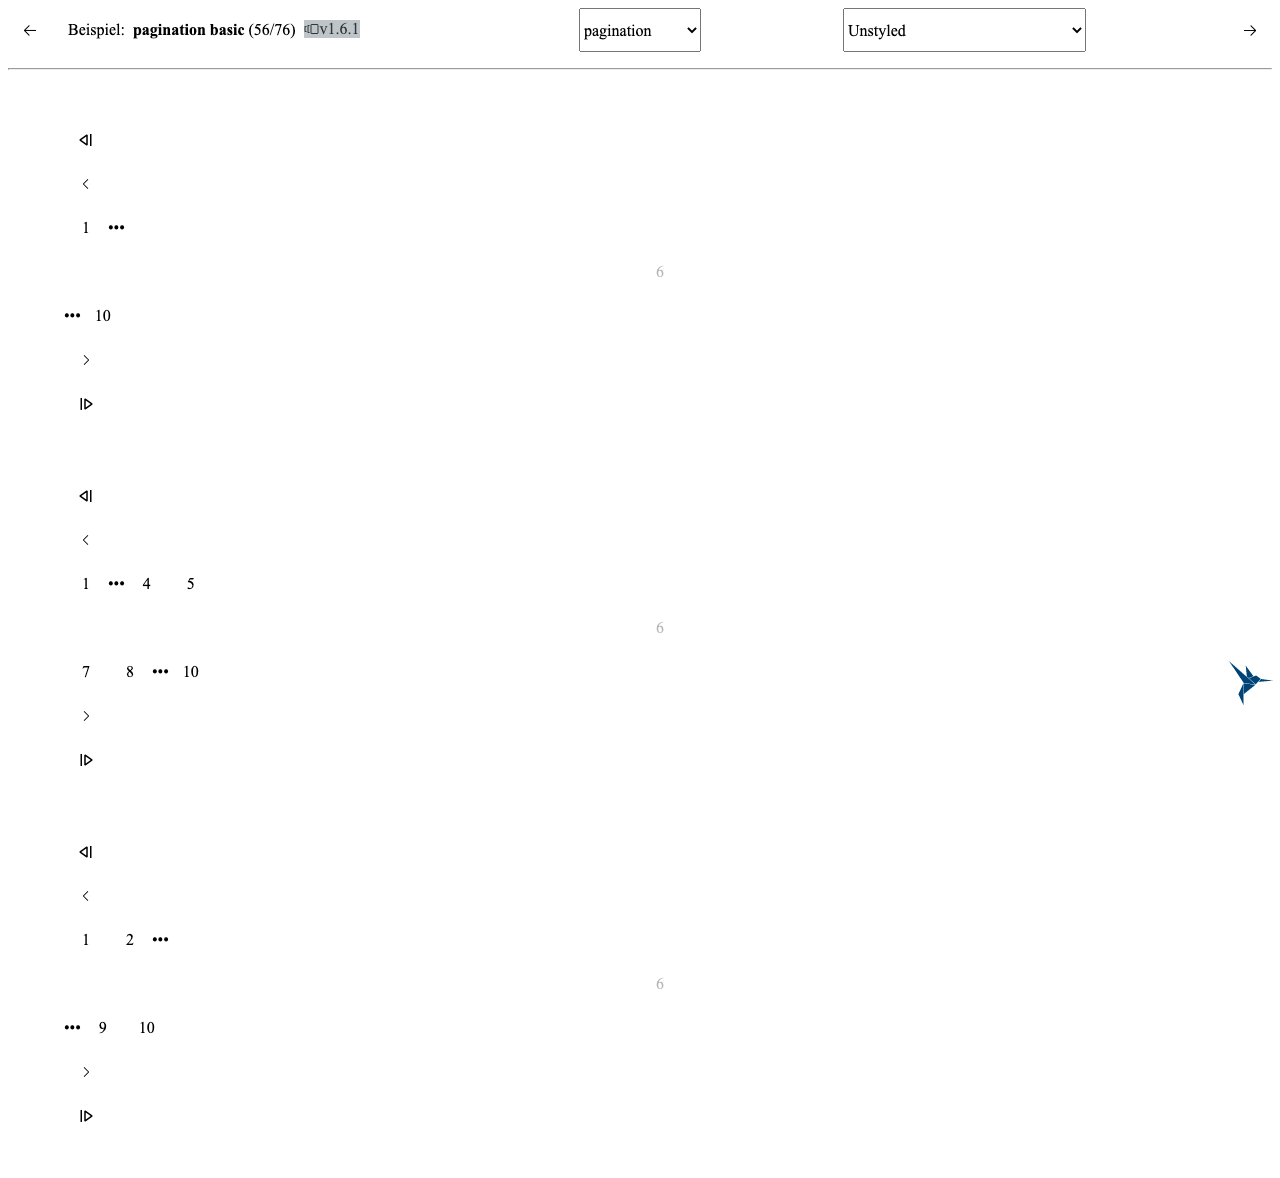 ← Beispiel: pagination basic (56/76) v1.6.1 pagination Unstyled →
1 •••
6
••• 10
1 ••• 4 5
6
7 8 ••• 10
1 2 •••
6
••• 9 10